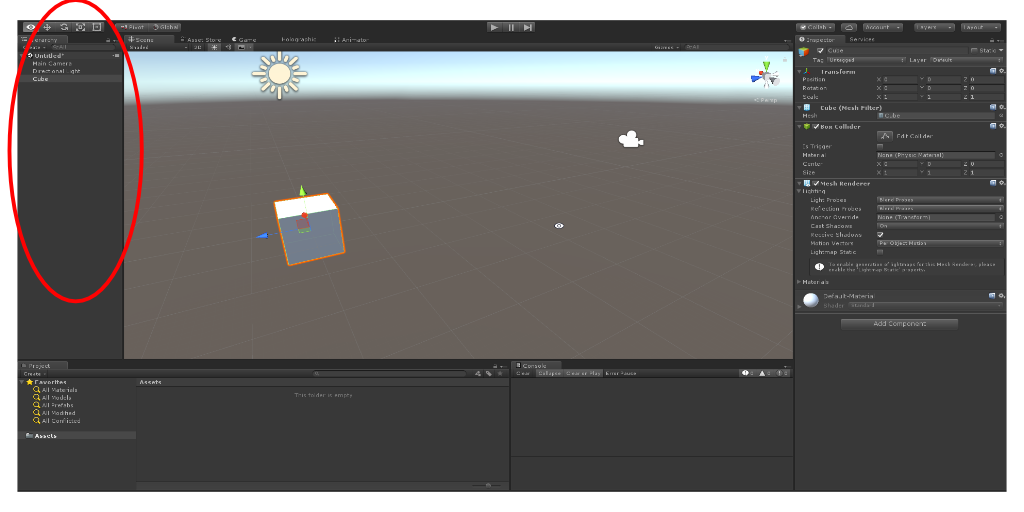 Pivot Global
Collab Account Layers Layout
Hierarchy
Create All
Untitled*
Main Camera
Directional Light
Cube
Scene Asset Store Game Holographic Animator
Shaded 2D Gizmos All
Persp
Inspector Services
Cube Static
Tag Untagged Layer Default
Transform
Position X 0 Y 0 Z 0
Rotation X 0 Y 0 Z 0
Scale X 1 Y 1 Z 1
Cube (Mesh Filter)
Mesh Cube
Box Collider
Edit Collider
Is Trigger
Material None (Physic Material)
Center X 0 Y 0 Z 0
Size X 1 Y 1 Z 1
Mesh Renderer
Lighting
Light Probes Blend Probes
Reflection Probes Blend Probes
Anchor Override None (Transform)
Cast Shadows On
Receive Shadows
Motion Vectors Per Object Motion
Lightmap Static
To enable generation of lightmaps for this Mesh Renderer, please
enable the 'Lightmap Static' property.
Materials
Default-Material
Shader Standard
Add Component
Project
Create
Favorites
All Materials
All Models
All Prefabs
All Modified
All Conflicted
Assets
Assets
This folder is empty
Console
Clear Collapse Clear on Play Error Pause 0 0 0